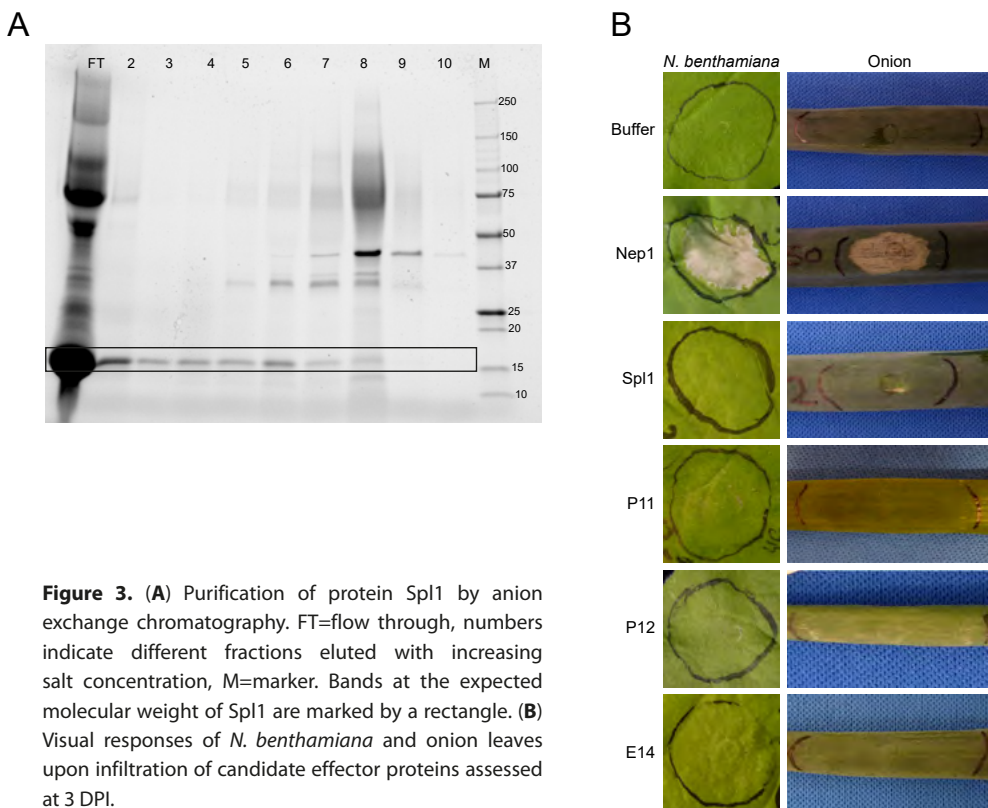 A
FT 2 3 4 5 6 7 8 9 10 M
250
150
100
75
50
37
25
20
15
10
Figure 3. (A) Purification of protein Spl1 by anion
exchange chromatography. FT=flow through, numbers
indicate different fractions eluted with increasing
salt concentration, M=marker. Bands at the expected
molecular weight of Spl1 are marked by a rectangle. (B)
Visual responses of N. benthamiana and onion leaves
upon infiltration of candidate effector proteins assessed
at 3 DPI.
B
N. benthamiana Onion
Buffer
Nep1
Spl1
P11
P12
E14